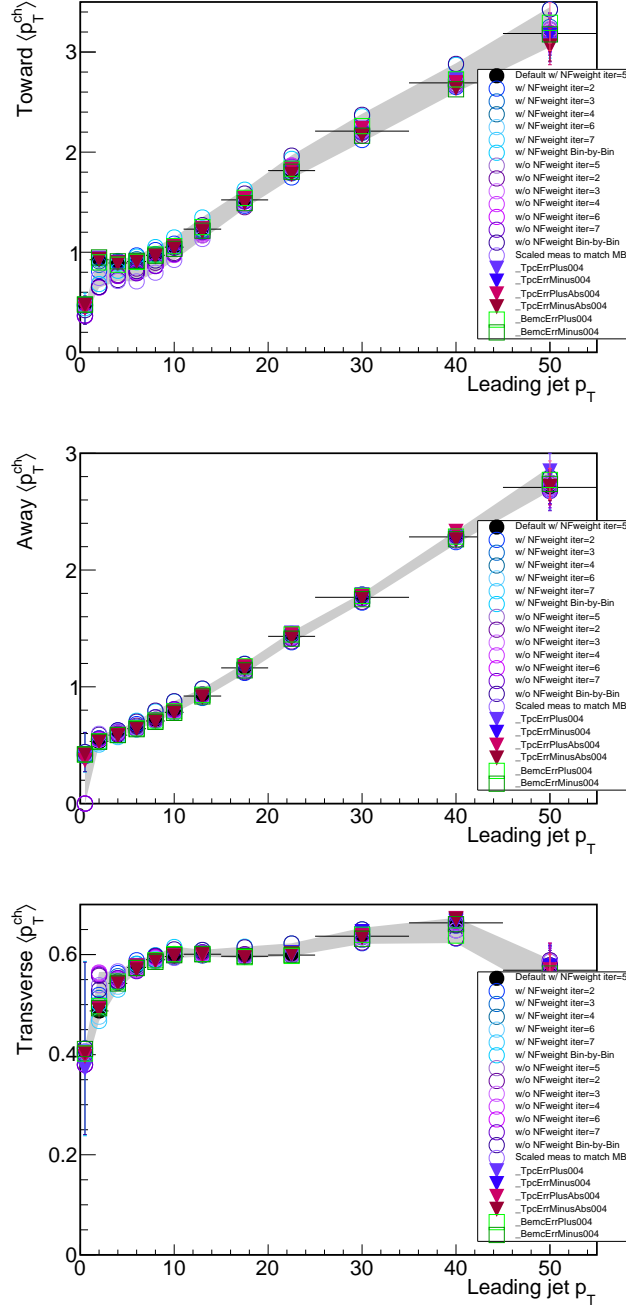 Toward ⟨p_T^ch⟩
3
2
1
0
0 10 20 30 40 50
Leading jet p_T
Default w/ NFweight iter=5
w/ NFweight iter=2
w/ NFweight iter=3
w/ NFweight iter=4
w/ NFweight iter=6
w/ NFweight iter=7
w/ NFweight Bin-by-Bin
w/o NFweight iter=5
w/o NFweight iter=2
w/o NFweight iter=3
w/o NFweight iter=4
w/o NFweight iter=6
w/o NFweight iter=7
w/o NFweight Bin-by-Bin
Scaled meas to match MB
_TpcErrPlus004
_TpcErrMinus004
_TpcErrPlusAbs004
_TpcErrMinusAbs004
_BemcErrPlus004
_BemcErrMinus004
Away ⟨p_T^ch⟩
3
2
1
0
0 10 20 30 40 50
Leading jet p_T
Default w/ NFweight iter=5
w/ NFweight iter=2
w/ NFweight iter=3
w/ NFweight iter=4
w/ NFweight iter=6
w/ NFweight iter=7
w/ NFweight Bin-by-Bin
w/o NFweight iter=5
w/o NFweight iter=2
w/o NFweight iter=3
w/o NFweight iter=4
w/o NFweight iter=6
w/o NFweight iter=7
w/o NFweight Bin-by-Bin
Scaled meas to match MB
_TpcErrPlus004
_TpcErrMinus004
_TpcErrPlusAbs004
_TpcErrMinusAbs004
_BemcErrPlus004
_BemcErrMinus004
Transverse ⟨p_T^ch⟩
0.6
0.4
0.2
0
0 10 20 30 40 50
Leading jet p_T
Default w/ NFweight iter=5
w/ NFweight iter=2
w/ NFweight iter=3
w/ NFweight iter=4
w/ NFweight iter=6
w/ NFweight iter=7
w/ NFweight Bin-by-Bin
w/o NFweight iter=5
w/o NFweight iter=2
w/o NFweight iter=3
w/o NFweight iter=4
w/o NFweight iter=6
w/o NFweight iter=7
w/o NFweight Bin-by-Bin
Scaled meas to match MB
_TpcErrPlus004
_TpcErrMinus004
_TpcErrPlusAbs004
_TpcErrMinusAbs004
_BemcErrPlus004
_BemcErrMinus004